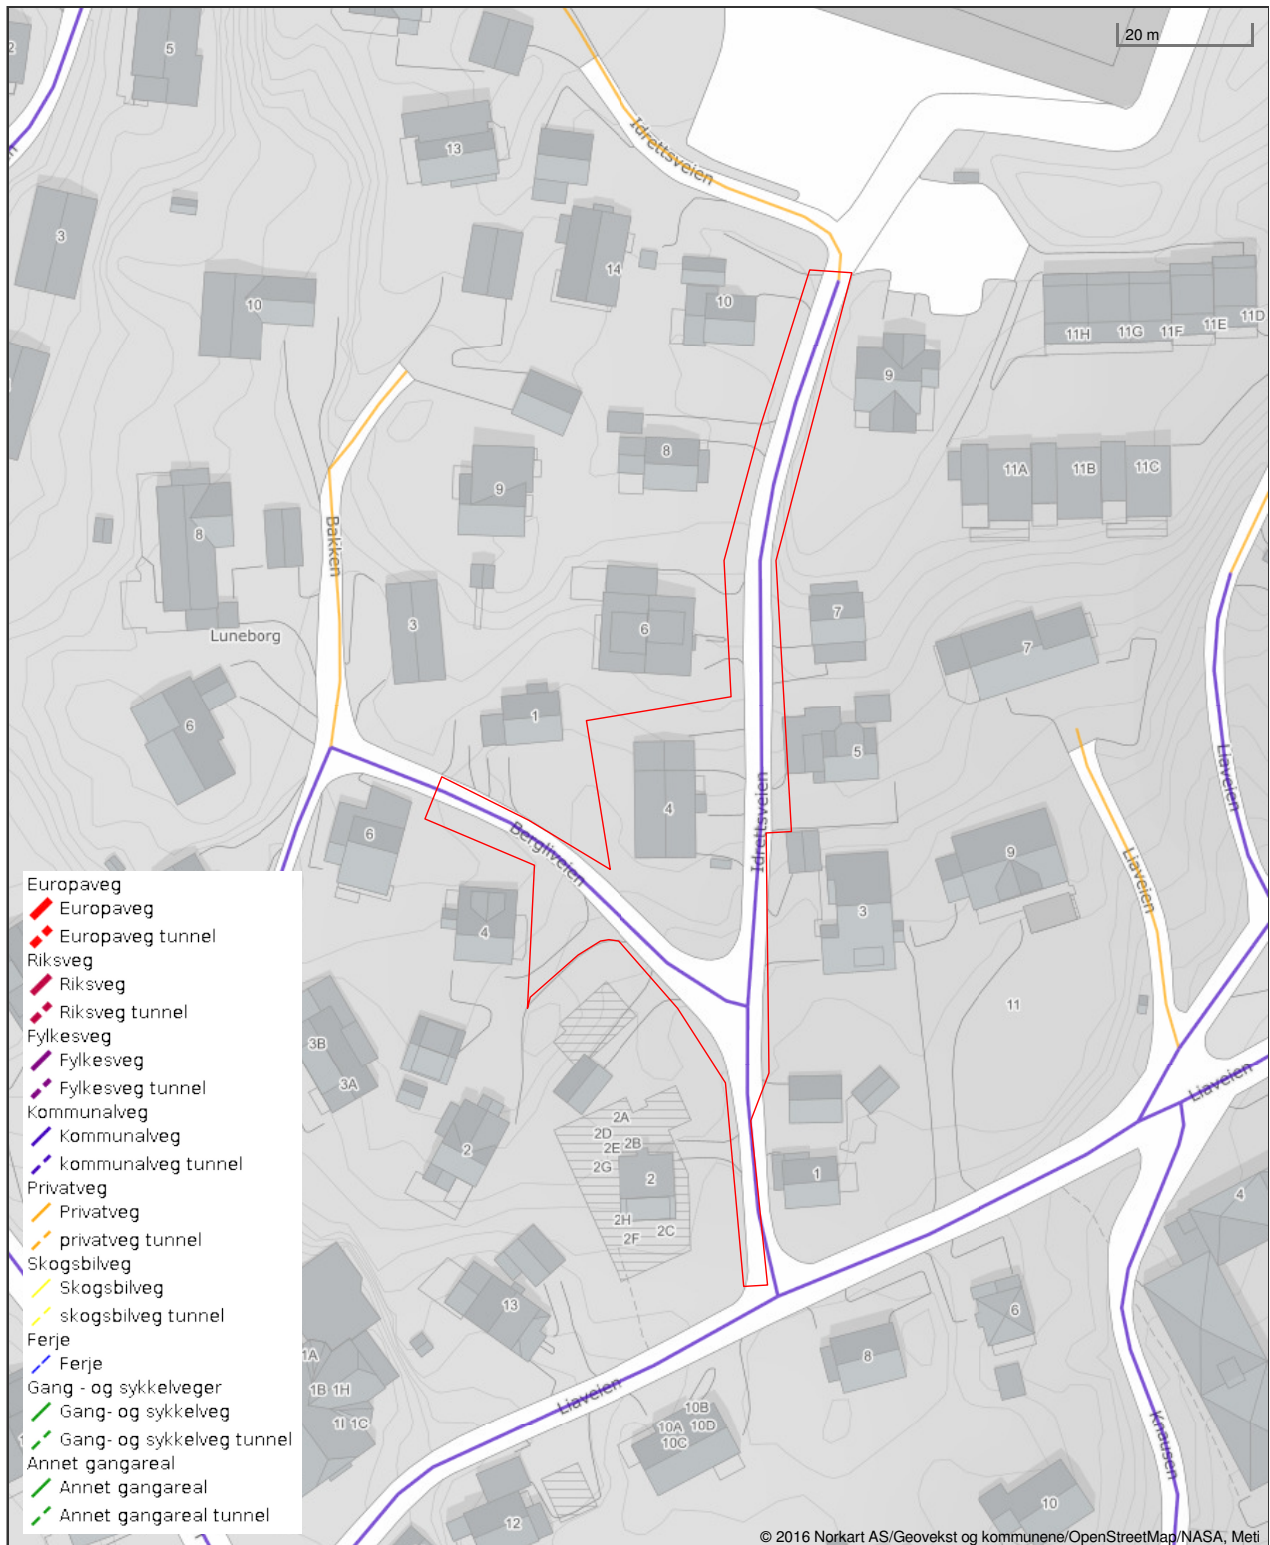 20 m
2
5
Idrettsveien
13
3
14
10
10
11H
11G
11F
11E
11D
9
8
11A
11B
11C
9
8
Bakken
3
6
7
7
Luneborg
6
1
5
4
Idrettsveien
Liaveien
6
Bergliveien
9
Liaveien
3
4
11
3B
3A
Liaveien
2A
2D
2E
2B
2
2G
2
1
4
2H
2C
2F
6
13
8
1A
1B
1H
Liaveien
10B
1I
1C
10A
10D
10C
Knausen
12
10
Europaveg
Europaveg
Europaveg tunnel
Riksveg
Riksveg
Riksveg tunnel
Fylkesveg
Fylkesveg
Fylkesveg tunnel
Kommunalveg
Kommunalveg
kommunalveg tunnel
Privatveg
Privatveg
privatveg tunnel
Skogsbilveg
Skogsbilveg
skogsbilveg tunnel
Ferje
Ferje
Gang - og sykkelveger
Gang- og sykkelveg
Gang- og sykkelveg tunnel
Annet gangareal
Annet gangareal
Annet gangareal tunnel
© 2016 Norkart AS/Geovekst og kommunene/OpenStreetMap/NASA, Meti